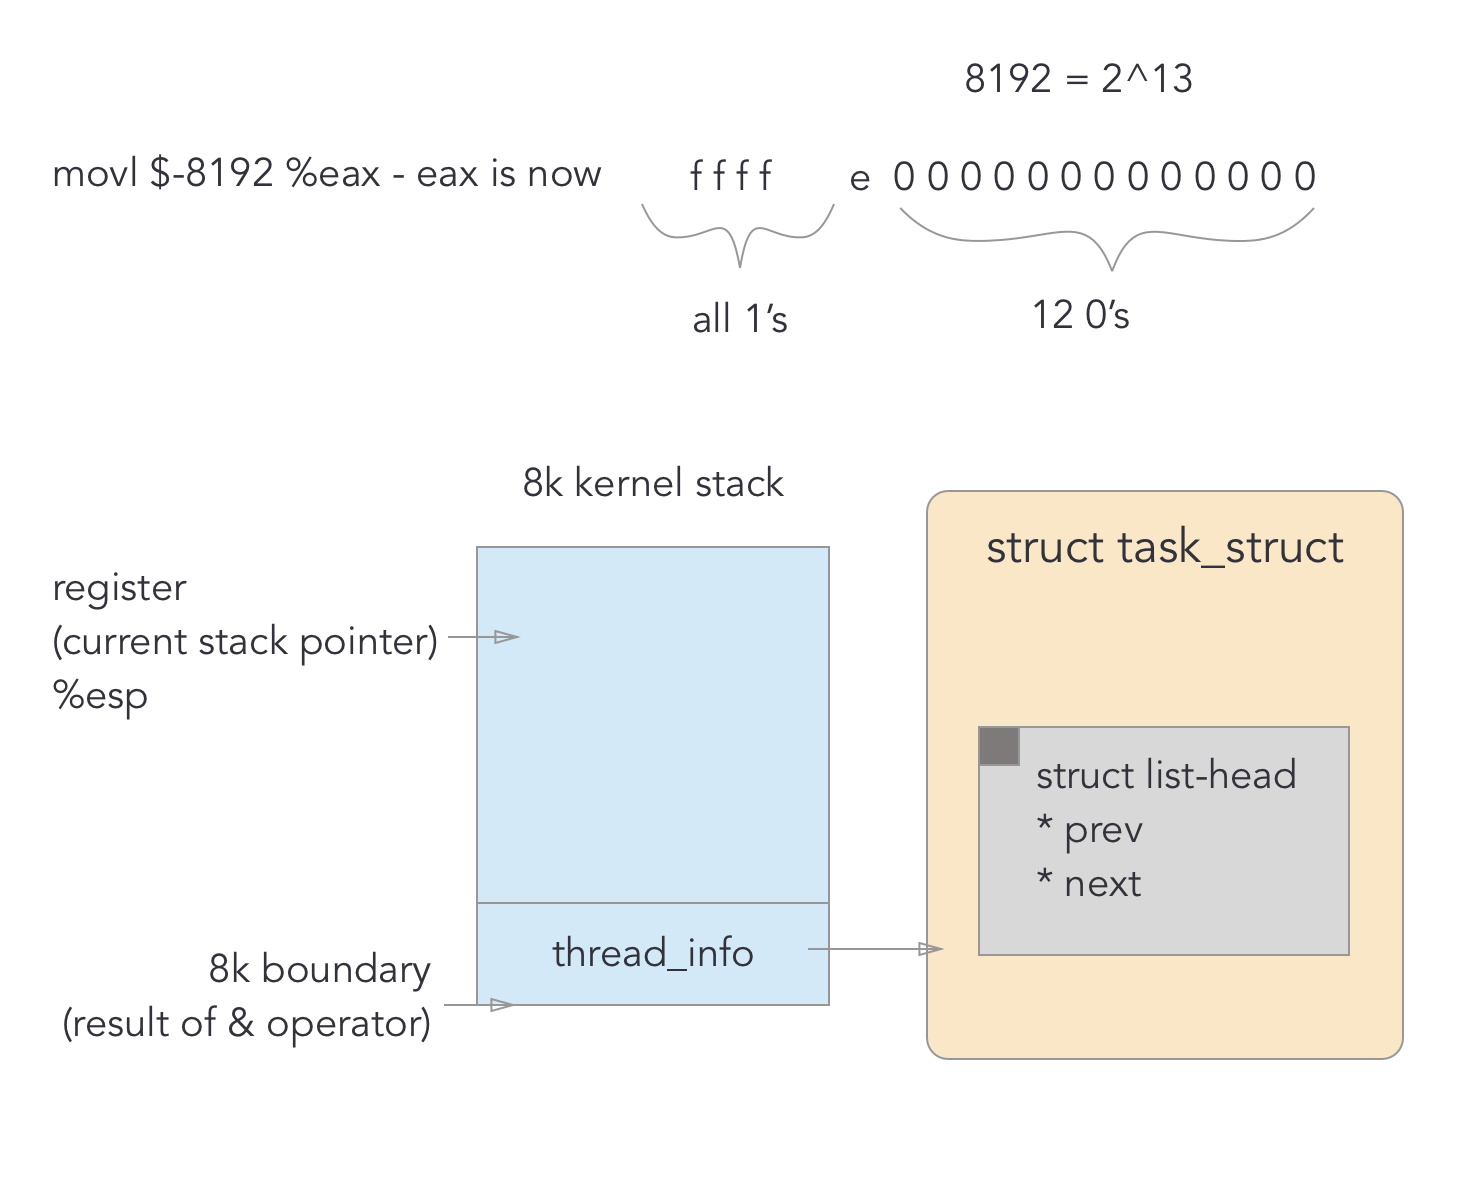 8192 = 2^13
movl $-8192 %eax - eax is now f f f f e 0 0 0 0 0 0 0 0 0 0 0 0 0
all 1’s
12 0’s
8k kernel stack
struct task_struct
register
(current stack pointer)
%esp
struct list-head
* prev
* next
thread_info
8k boundary
(result of & operator)